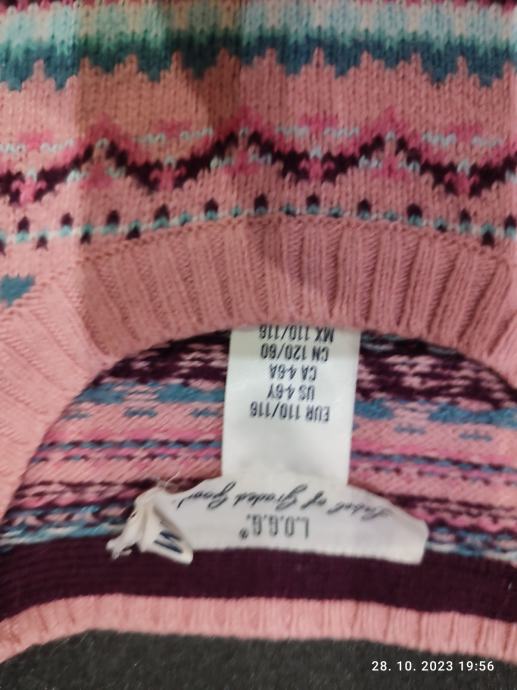 L.O.G.G.®
Label of Graded Goods
EUR 110/116
US 4-6Y
CA 4-6A
CN 120/60
MX 110/116
28. 10. 2023 19:56